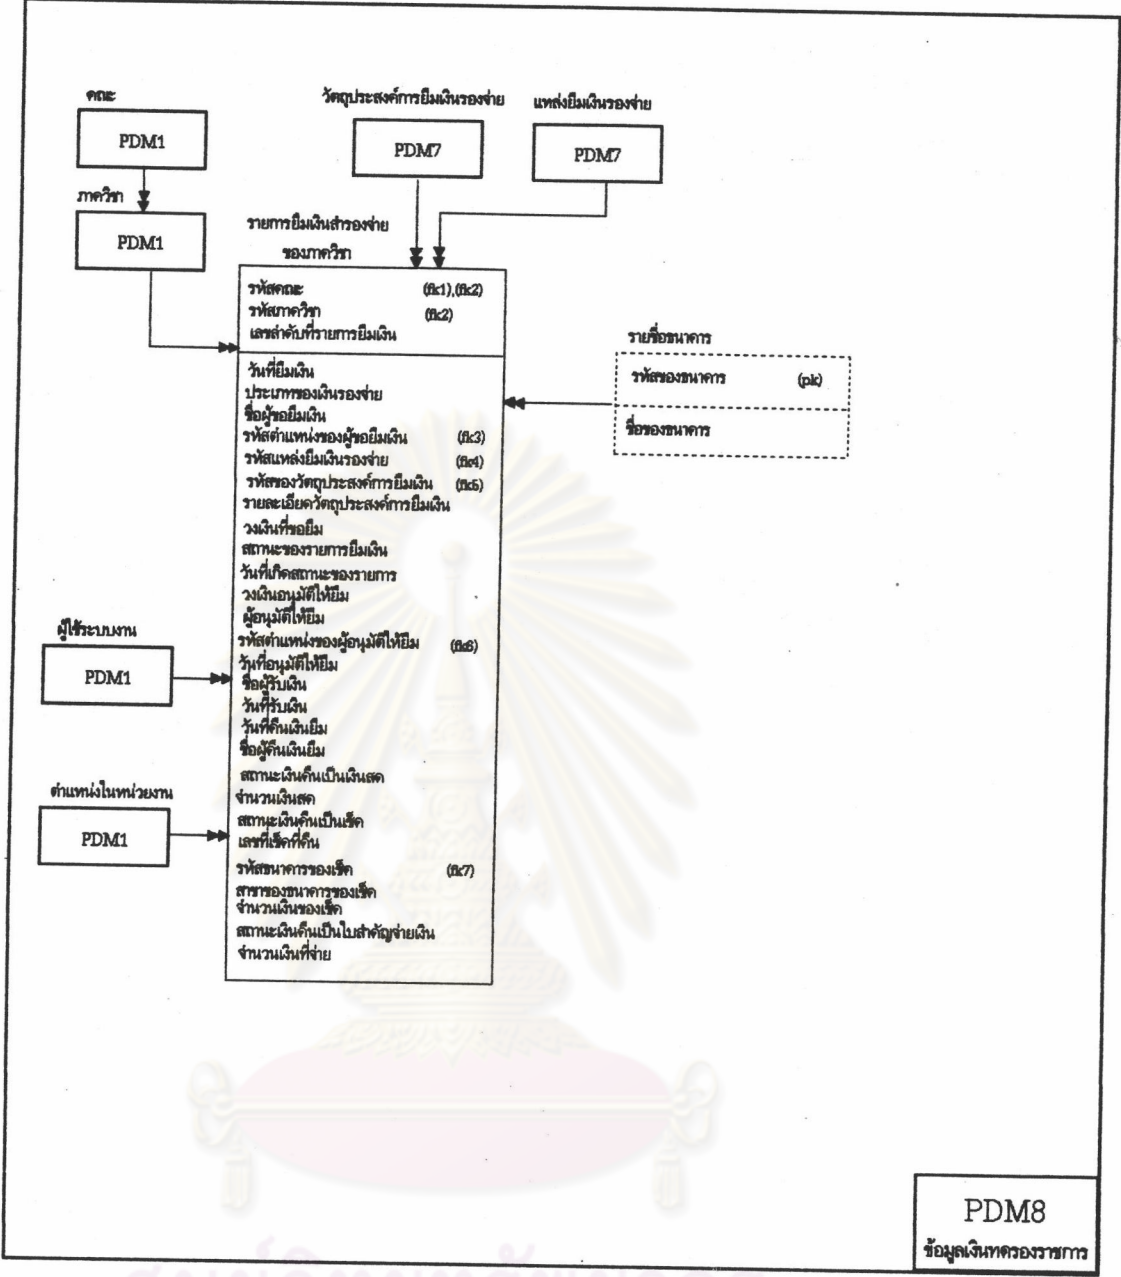 คณะ
PDM1
ภาควิชา
PDM1
วัตถุประสงค์การยืมเงินรองจ่าย
PDM7
แหล่งยืมเงินรองจ่าย
PDM7
รายการยืมเงินสำรองจ่าย
ของภาควิชา
รหัสคณะ (fk1),(fk2)
รหัสภาควิชา (fk2)
เลขลำดับที่รายการยืมเงิน
วันที่ยืมเงิน
ประเภทของเงินรองจ่าย
ชื่อผู้ขอยืมเงิน
รหัสตำแหน่งของผู้ขอยืมเงิน (fk3)
รหัสแหล่งยืมเงินรองจ่าย (fk4)
รหัสของวัตถุประสงค์การยืมเงิน (fk5)
รายละเอียดวัตถุประสงค์การยืมเงิน
วงเงินที่ขอยืม
สถานะของรายการยืมเงิน
วันที่เกิดสถานะของรายการ
วงเงินอนุมัติให้ยืม
ผู้อนุมัติให้ยืม
รหัสตำแหน่งของผู้อนุมัติให้ยืม (fk6)
วันที่อนุมัติให้ยืม
ชื่อผู้รับเงิน
วันที่รับเงิน
วันที่คืนเงินยืม
ชื่อผู้คืนเงินยืม
สถานะเงินคืนเป็นเงินสด
จำนวนเงินสด
สถานะเงินคืนเป็นเช็ค
เลขที่เช็คที่คืน
รหัสธนาคารของเช็ค (fk7)
สาขาของธนาคารของเช็ค
จำนวนเงินของเช็ค
สถานะเงินคืนเป็นใบสำคัญจ่ายเงิน
จำนวนเงินที่จ่าย
รายชื่อธนาคาร
รหัสของธนาคาร (pk)
ชื่อของธนาคาร
ผู้ใช้ระบบงาน
PDM1
ตำแหน่งในหน่วยงาน
PDM1
PDM8
ข้อมูลเงินทดรองราชการ